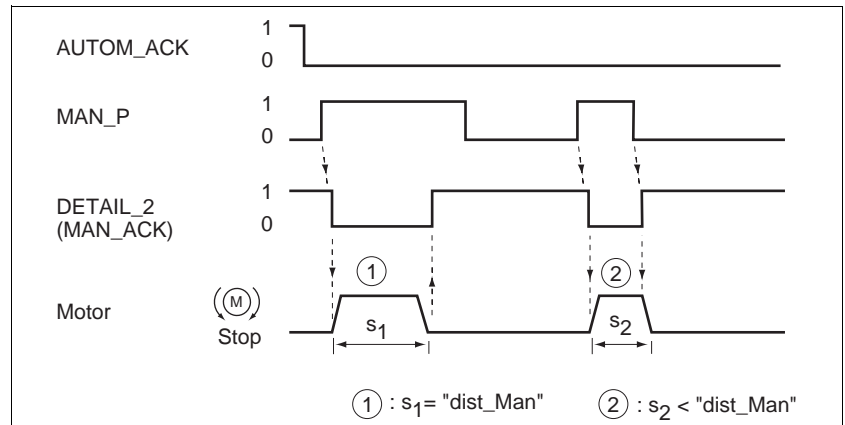 1
AUTOM_ACK
0
1
MAN_P
0
1
DETAIL_2
0
(MAN_ACK)
1 2
Motor M s1 s2
Stop
1 : s1= "dist_Man" 2 : s2 < "dist_Man"